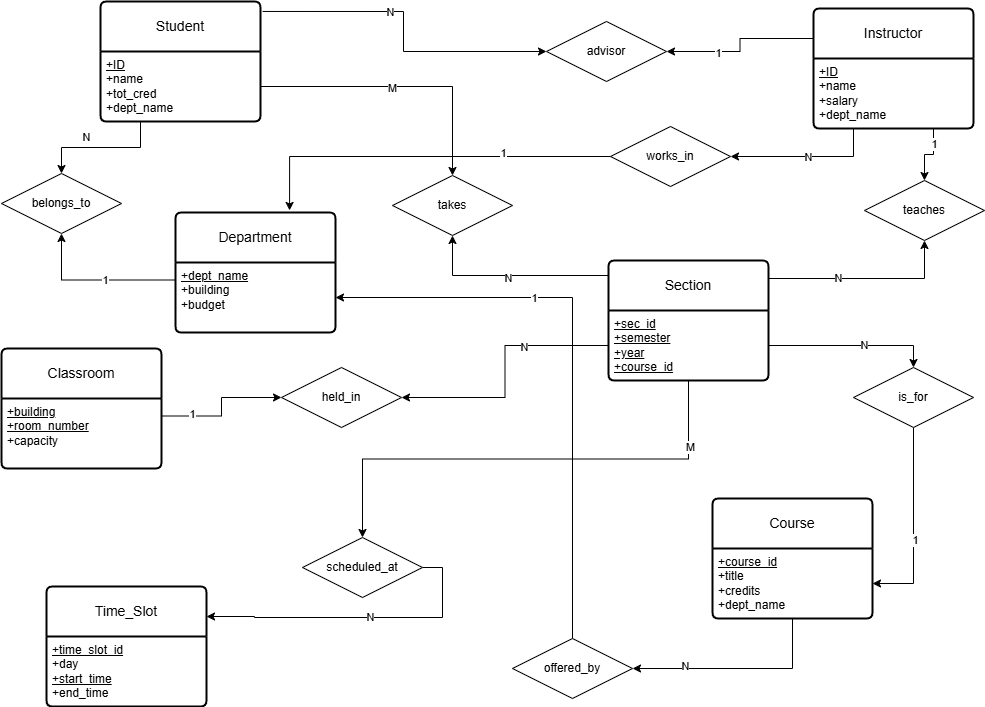 Student
+ID
+name
+tot_cred
+dept_name
N
advisor
1
Instructor
+ID
+name
+salary
+dept_name
M
N
1
works_in
N
1
belongs_to
takes
teaches
Department
+dept_name
+building
+budget
1
N
Section
+sec_id
+semester
+year
+course_id
N
1
N
N
Classroom
+building
+room_number
+capacity
1
held_in
is_for
M
Course
+course_id
+title
+credits
+dept_name
1
scheduled_at
Time_Slot
+time_slot_id
+day
+start_time
+end_time
N
offered_by
N